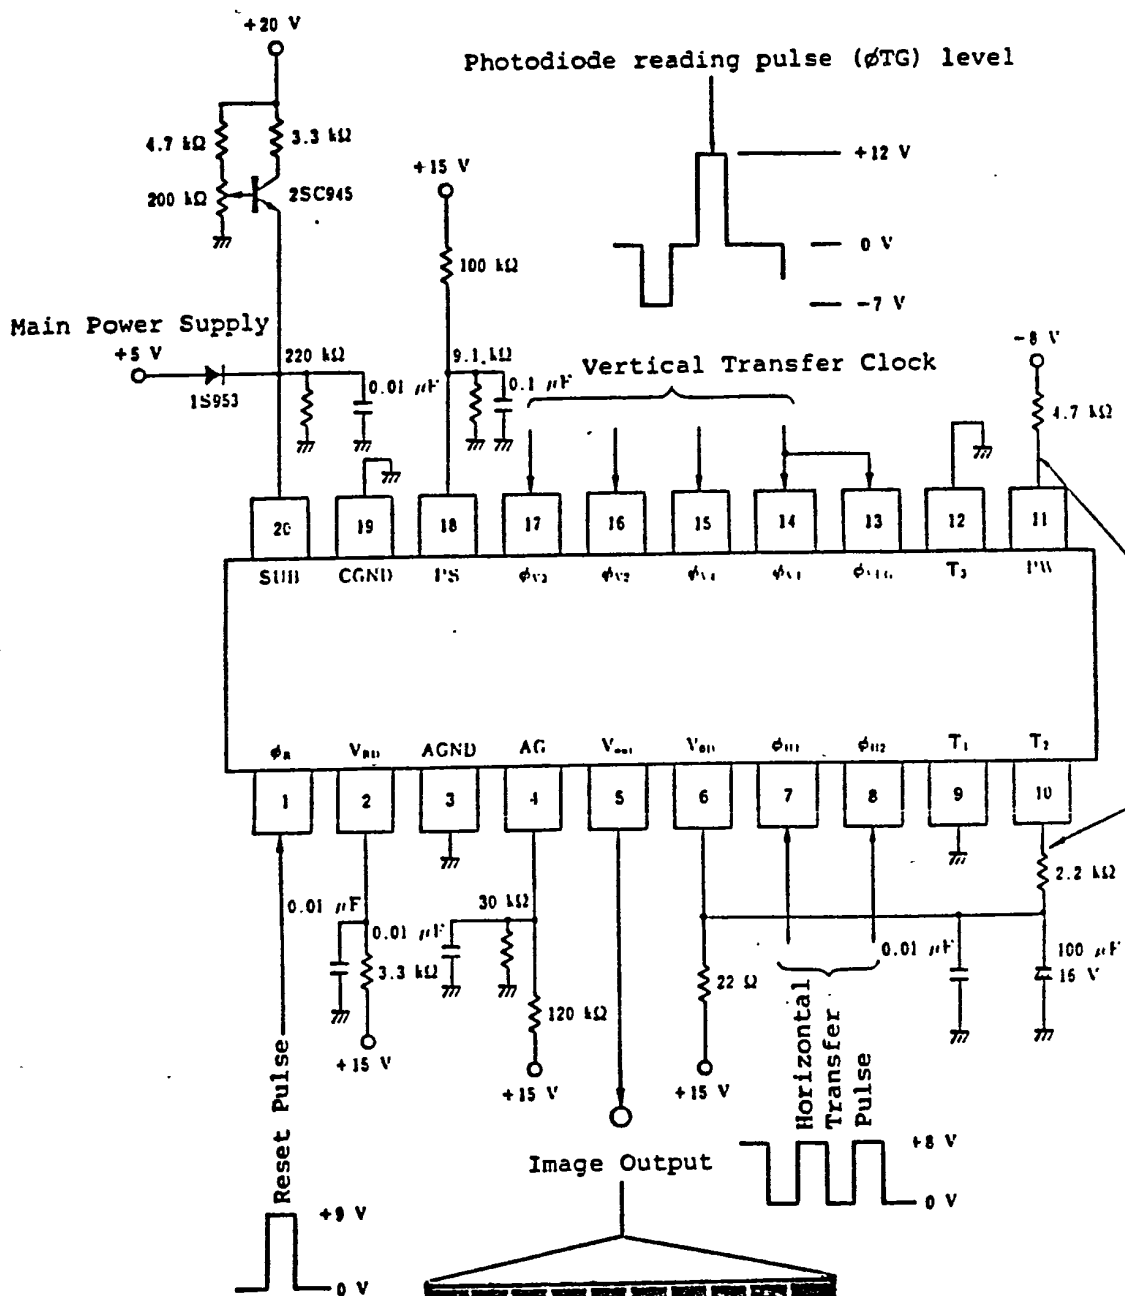 +20 V
Photodiode reading pulse (φTG) level
4.7 kΩ
3.3 kΩ
+12 V
+15 V
200 kΩ
2SC945
0 V
100 kΩ
-7 V
Main Power Supply
+5 V
220 kΩ
9.1 kΩ
Vertical Transfer Clock
-8 V
0.01 μF
0.1 μF
1S953
4.7 kΩ
20
19
18
17
16
15
14
13
12
11
SUB
CGND
T3
φR
AGND
AG
φH2
T1
T2
1
2
3
4
5
6
7
8
9
10
2.2 kΩ
0.01 μF
30 kΩ
0.01 μF
0.01 μF
100 μF
16 V
3.3 kΩ
22 Ω
120 kΩ
+15 V
+15 V
+15 V
Horizontal
Transfer
Pulse
Reset Pulse
+8 V
Image Output
0 V
+9 V
0 V